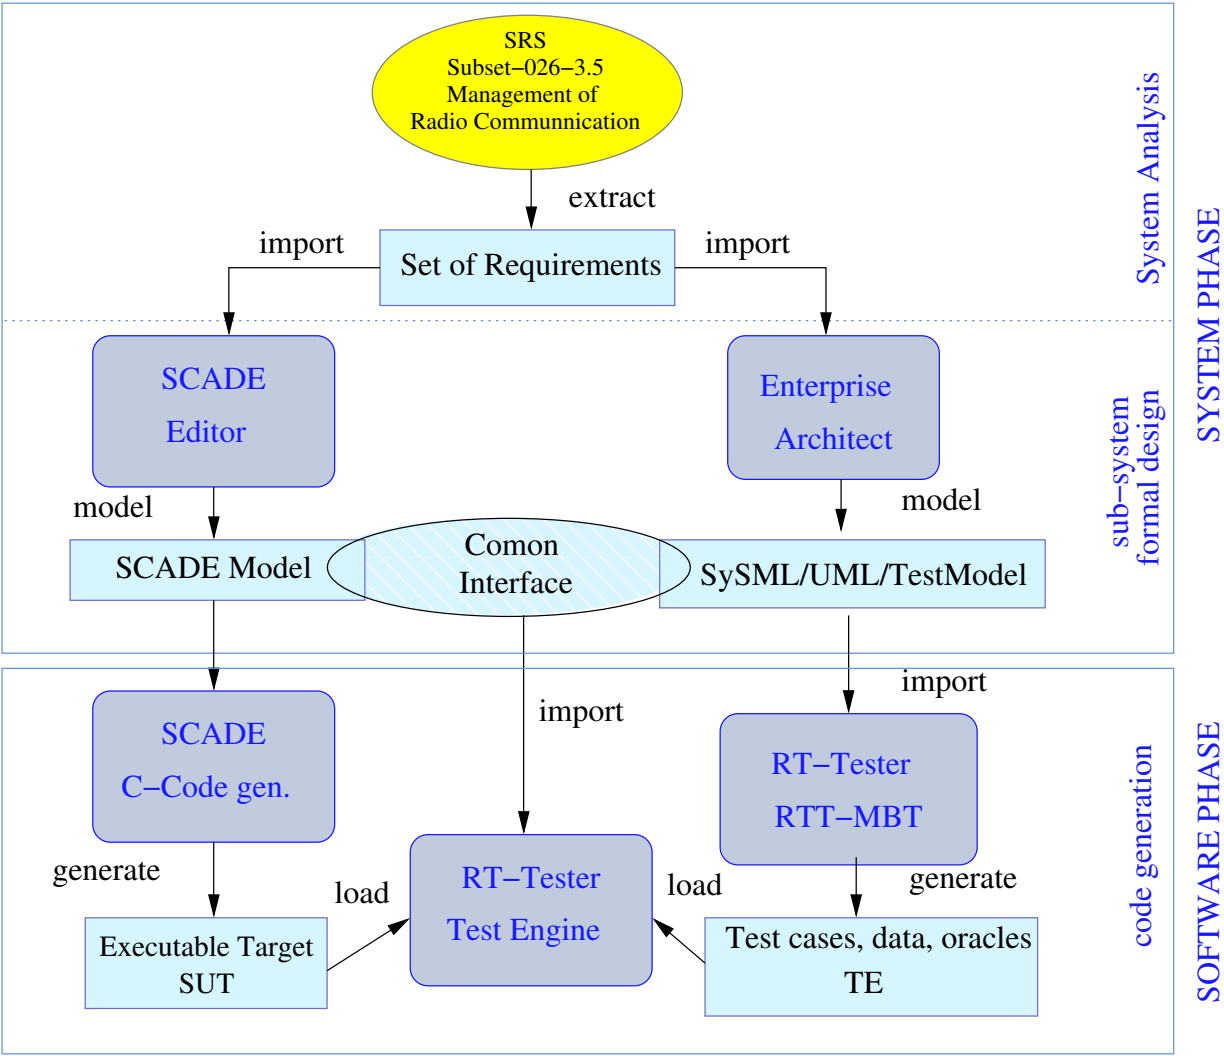 SRS
Subset−026−3.5
Management of
Radio Communnication
extract
import
Set of Requirements
import
System Analysis
SYSTEM PHASE
SCADE
Editor
Enterprise
Architect
model
model
sub−system
formal design
SCADE Model
Comon
Interface
SySML/UML/TestModel
import
import
SCADE
C−Code gen.
RT−Tester
RTT−MBT
generate
load
RT−Tester
Test Engine
load
generate
code generation
SOFTWARE PHASE
Executable Target
SUT
Test cases, data, oracles
TE